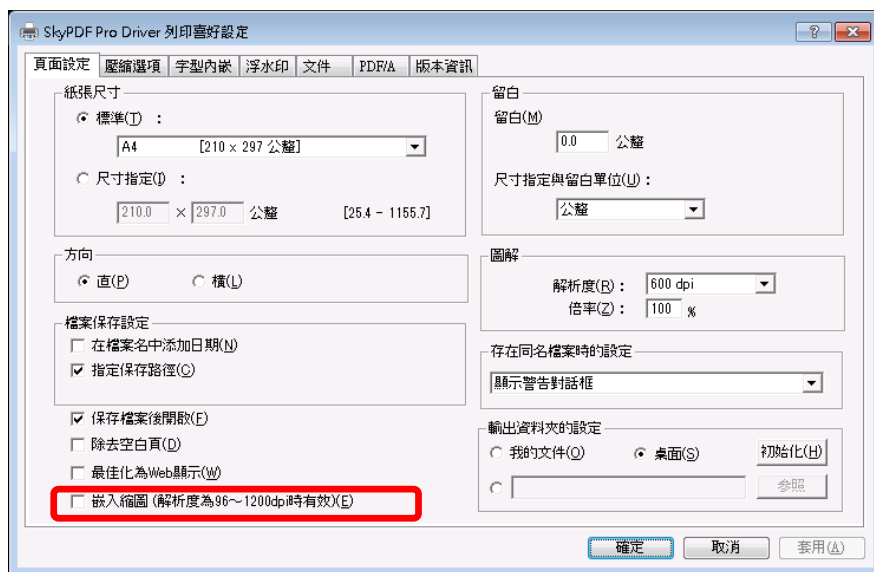 SkyPDF Pro Driver 列印喜好設定
頁面設定 壓縮選項 字型內嵌 浮水印 文件 PDF/A 版本資訊
紙張尺寸
標準(T) :
A4 [210 x 297 公釐]
尺寸指定(I) :
210.0 × 297.0 公釐 [25.4 - 1155.7]
方向
直(P) 橫(L)
檔案保存設定
在檔案名中添加日期(N)
指定保存路徑(C)
保存檔案後開啟(F)
除去空白頁(D)
最佳化為Web顯示(W)
嵌入縮圖 (解析度為96~1200dpi時有效)(E)
留白
留白(M)
0.0 公釐
尺寸指定與留白單位(U):
公釐
圖解
解析度(R): 600 dpi
倍率(Z): 100 %
存在同名檔案時的設定
顯示警告對話框
輸出資料夾的設定
我的文件(O) 桌面(S) 初始化(H)
參照
確定 取消 套用(A)